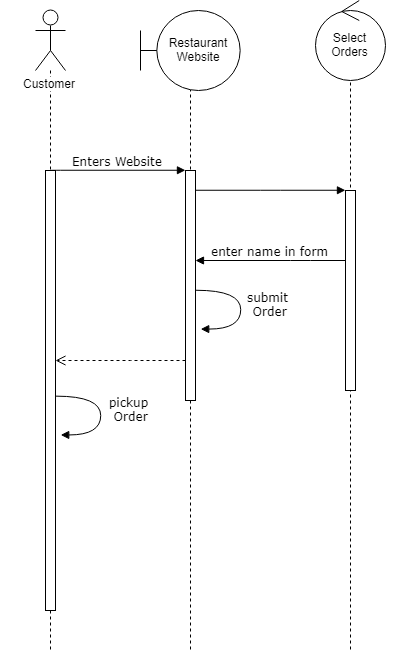 Restaurant
Website
Select
Orders
Customer
Enters Website
enter name in form
submit
Order
pickup
Order